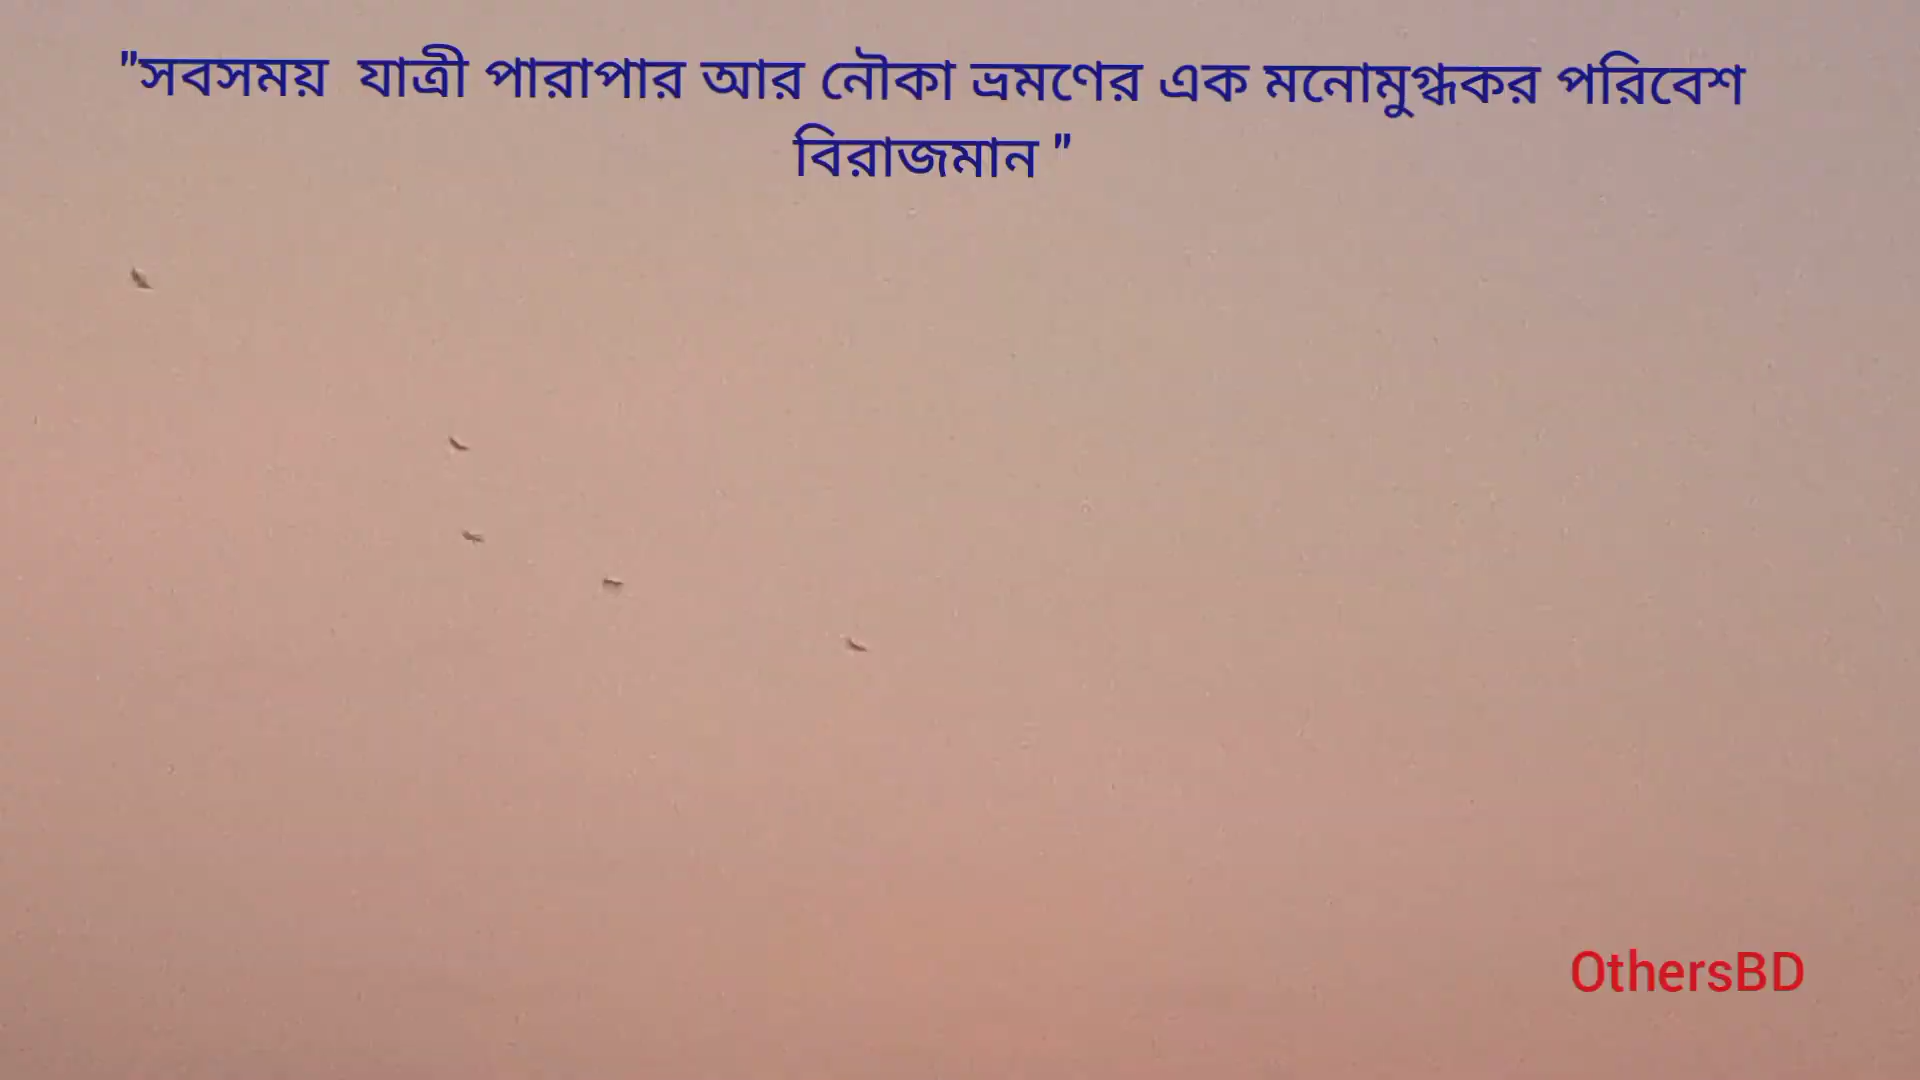 "সবসময়  যাত্রী পারাপার আর নৌকা ভ্রমণের এক মনোমুগ্ধকর পরিবেশ
বিরাজমান "
OthersBD